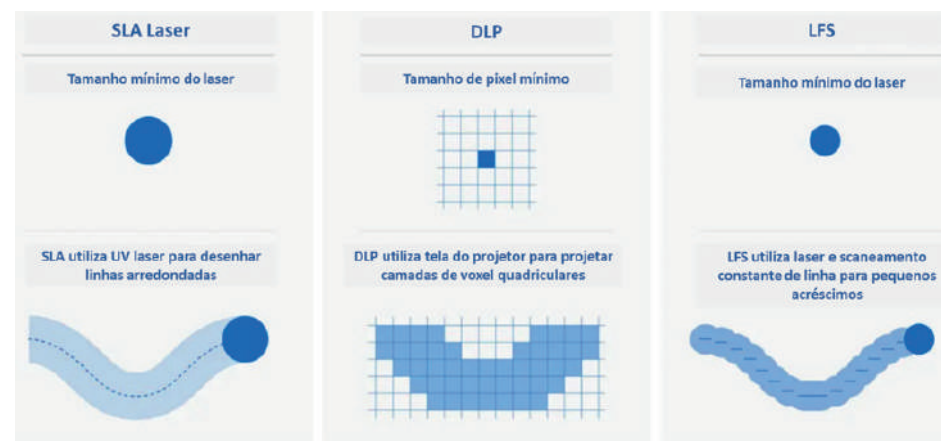 SLA Laser
Tamanho mínimo do laser
SLA utiliza UV laser para desenhar
linhas arredondadas
DLP
Tamanho de pixel mínimo
DLP utiliza tela do projetor para projetar
camadas de voxel quadriculares
LFS
Tamanho mínimo do laser
LFS utiliza laser e scaneamento
constante de linha para pequenos
acréscimos